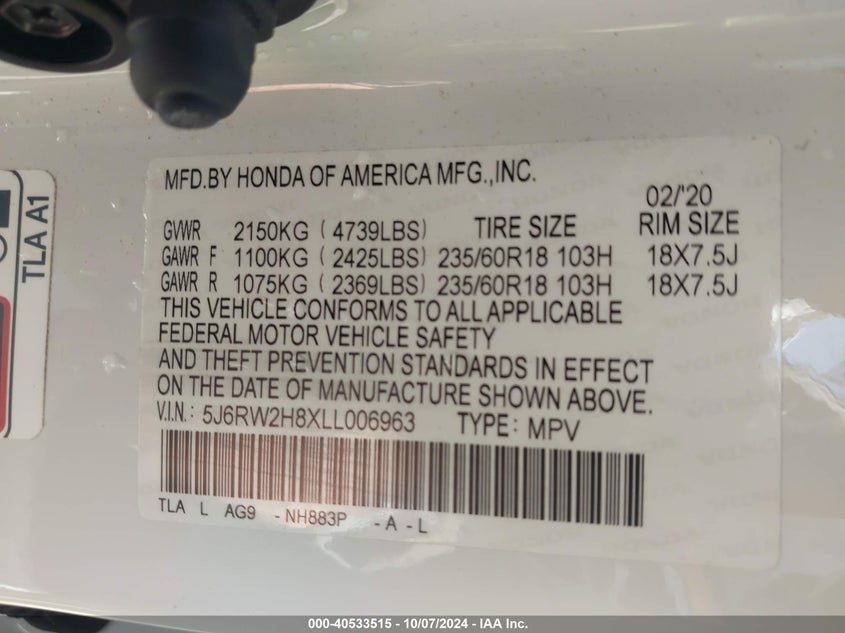 MFD.BY HONDA OF AMERICA MFG.,INC.
02/'20
GVWR 2150KG ( 4739LBS) TIRE SIZE RIM SIZE
GAWR F 1100KG ( 2425LBS) 235/60R18 103H 18X7.5J
GAWR R 1075KG ( 2369LBS) 235/60R18 103H 18X7.5J
THIS VEHICLE CONFORMS TO ALL APPLICABLE
FEDERAL MOTOR VEHICLE SAFETY
AND THEFT PREVENTION STANDARDS IN EFFECT
ON THE DATE OF MANUFACTURE SHOWN ABOVE.
V.I.N.: 5J6RW2H8XLL006963 TYPE: MPV
TLA L AG9 -NH883P -A-L
TLA A1
000-40533515 - 10/07/2024 - IAA Inc.